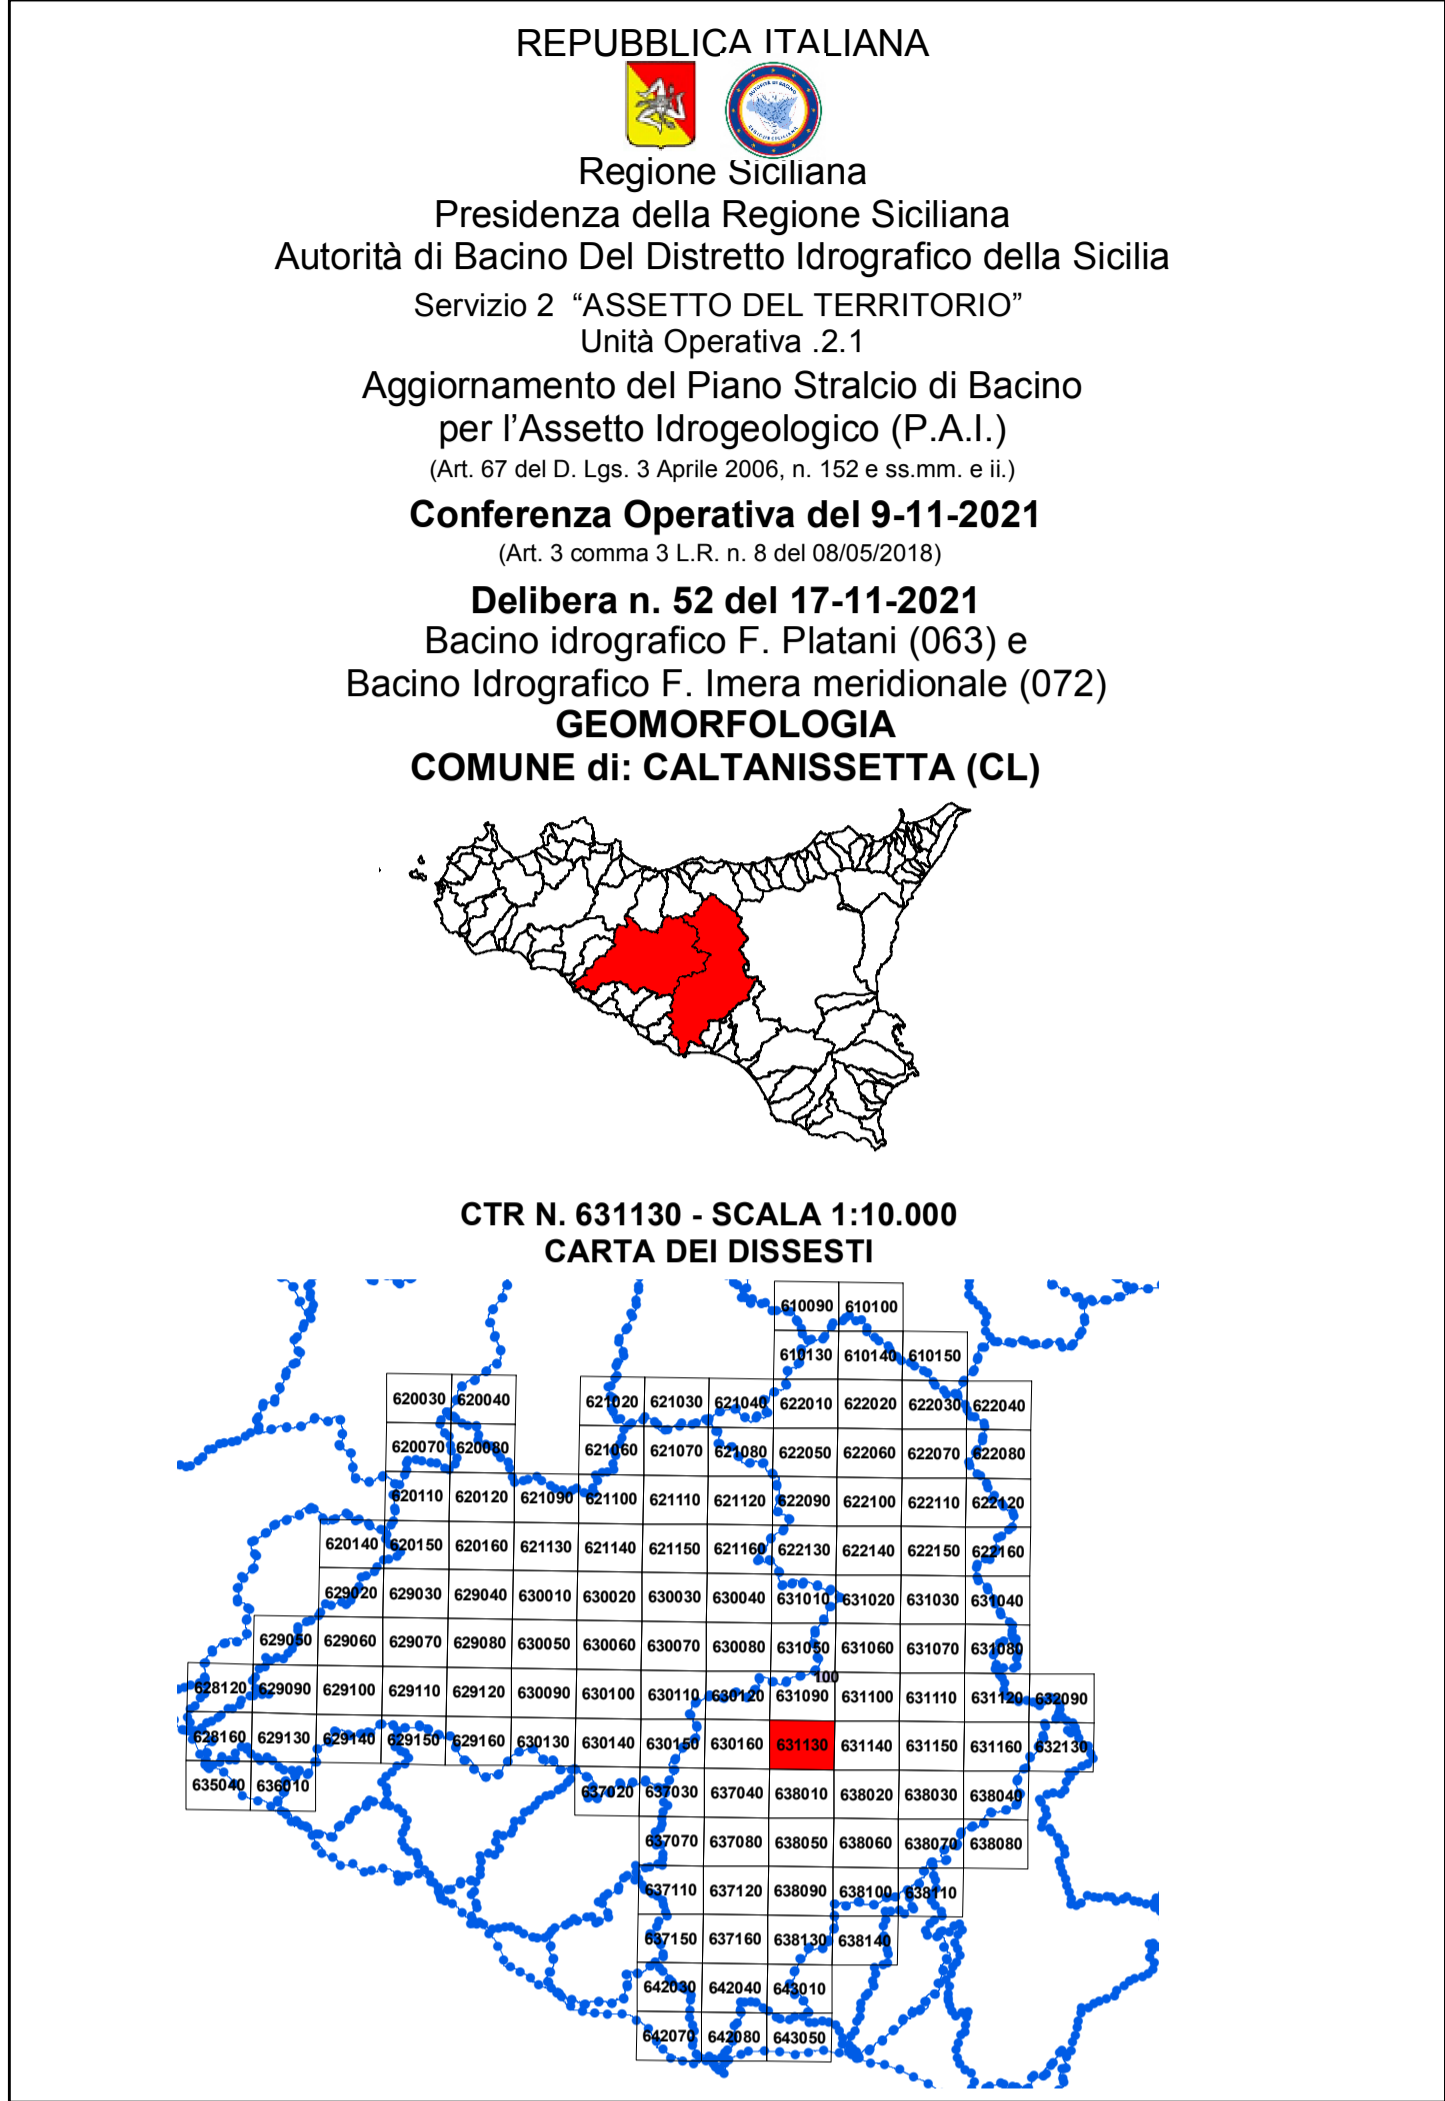 REPUBBLICA ITALIANA
AUTORITÀ DI BACINO
Regione Siciliana
Presidenza della Regione Siciliana
Autorità di Bacino Del Distretto Idrografico della Sicilia
Servizio 2 “ASSETTO DEL TERRITORIO”
Unità Operativa .2.1
Aggiornamento del Piano Stralcio di Bacino
per l’Assetto Idrogeologico (P.A.I.)
(Art. 67 del D. Lgs. 3 Aprile 2006, n. 152 e ss.mm. e ii.)
Conferenza Operativa del 9-11-2021
(Art. 3 comma 3 L.R. n. 8 del 08/05/2018)
Delibera n. 52 del 17-11-2021
Bacino idrografico F. Platani (063) e
Bacino Idrografico F. Imera meridionale (072)
GEOMORFOLOGIA
COMUNE di: CALTANISSETTA (CL)
CTR N. 631130 - SCALA 1:10.000
CARTA DEI DISSESTI
610090 610100
610130 610140 610150
620030 620040 621020 621030 621040 622010 622020 622030 622040
620070 620080 621060 621070 621080 622050 622060 622070 622080
620110 620120 621090 621100 621110 621120 622090 622100 622110 622120
620140 620150 620160 621130 621140 621150 621160 622130 622140 622150 622160
629020 629030 629040 630010 630020 630030 630040 631010 631020 631030 631040
629050 629060 629070 629080 630050 630060 630070 630080 631050 631060 631070 631080
100
628120 629090 629100 629110 629120 630090 630100 630110 630120 631090 631100 631110 631120 632090
628160 629130 629140 629150 629160 630130 630140 630150 630160 631130 631140 631150 631160 632130
635040 636010 637020 637030 637040 638010 638020 638030 638040
637070 637080 638050 638060 638070 638080
637110 637120 638090 638100 638110
637150 637160 638130 638140
642030 642040 643010
642070 642080 643050